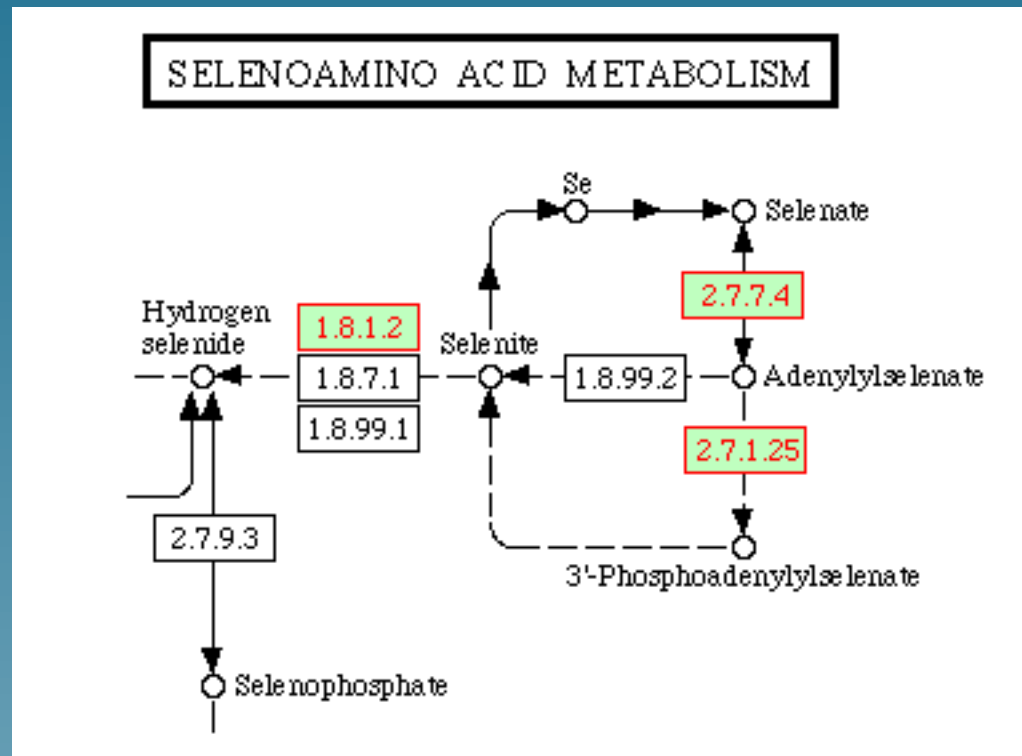 SELENOAMINO ACID METABOLISM
Se
Selenate
2.7.7.4
Hydrogen
selenide
1.8.1.2
Selenite
1.8.7.1
1.8.99.2
Adenylylselenate
1.8.99.1
2.7.1.25
2.7.9.3
3'-Phosphoadenylylselenate
Selenophosphate